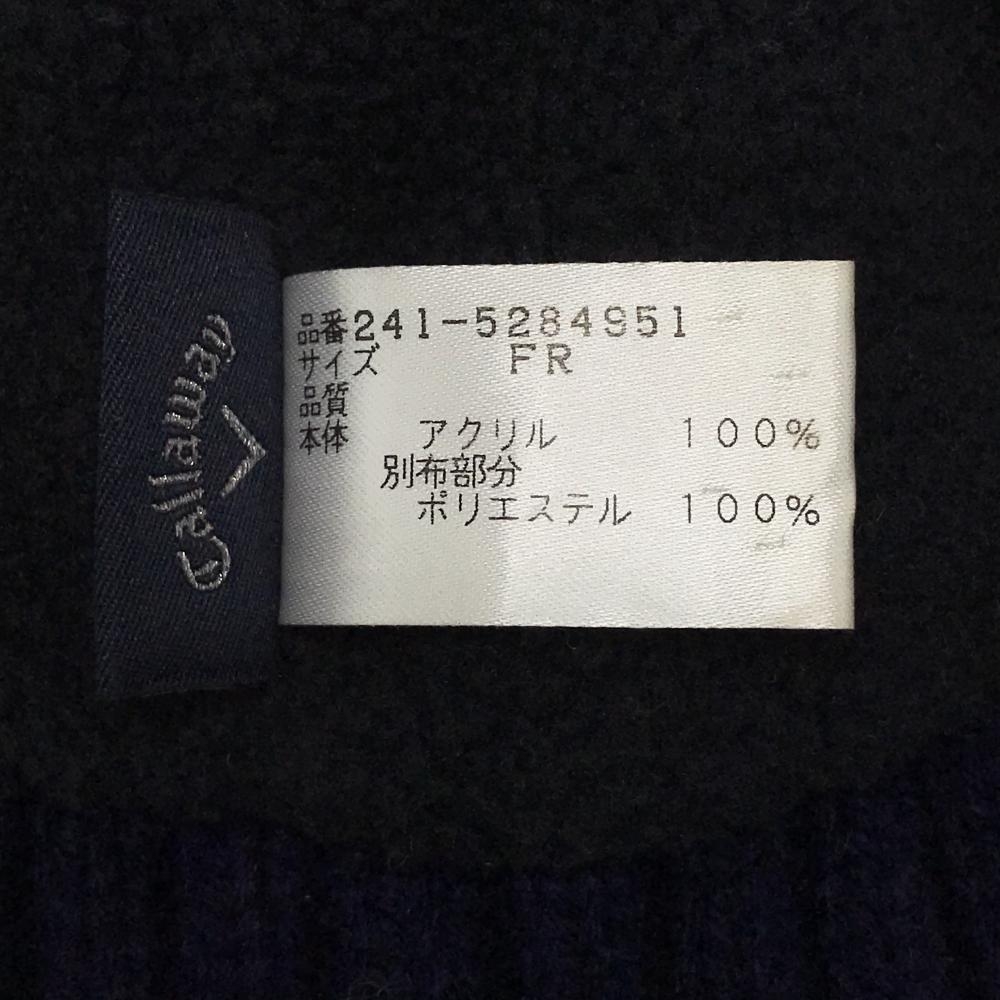 Callaway
品番241-5284951
サイズ FR
品質
本体 アクリル 100%
別布部分
ポリエステル 100%